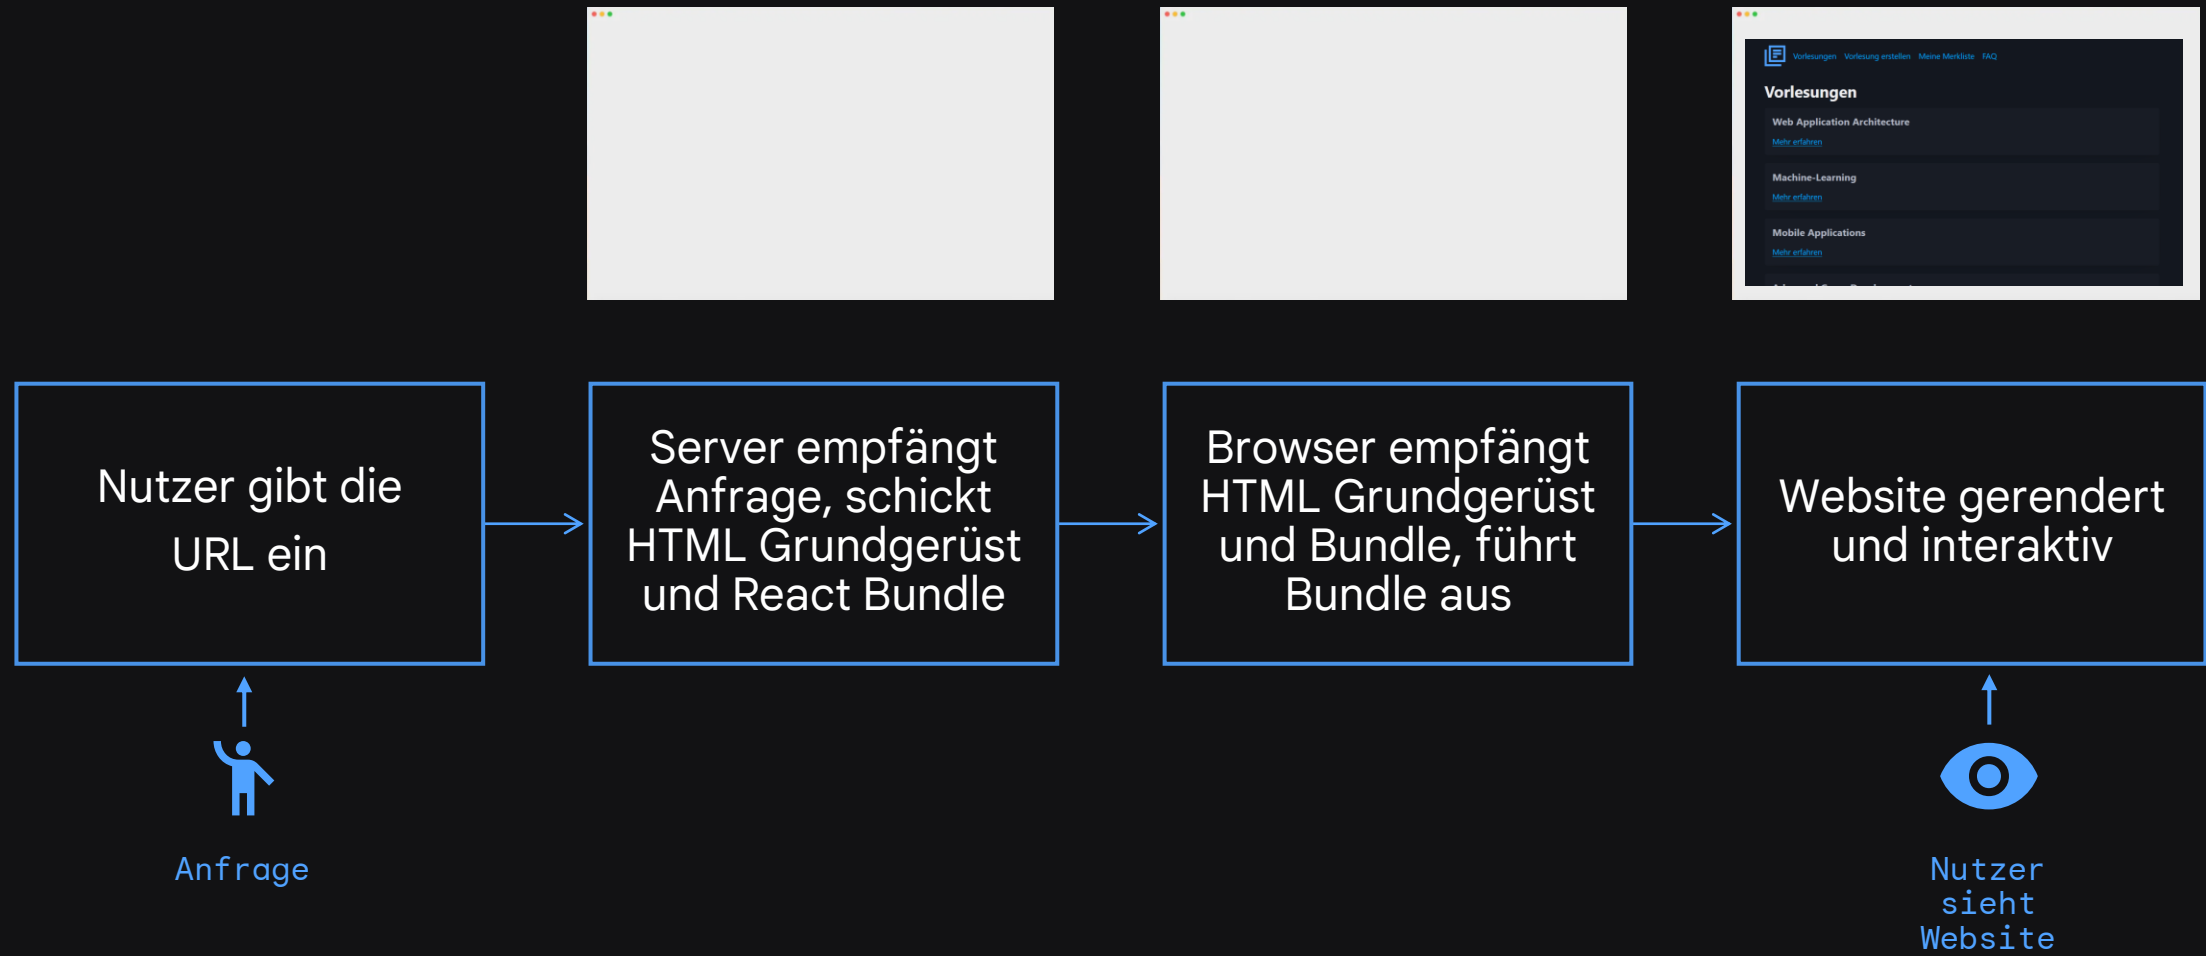 Vorlesungen Vorlesung erstellen Meine Merkliste FAQ
Vorlesungen
Web Application Architecture
Mehr erfahren
Machine-Learning
Mehr erfahren
Mobile Applications
Mehr erfahren
Nutzer gibt die
URL ein
Server empfängt
Anfrage, schickt
HTML Grundgerüst
und React Bundle
Browser empfängt
HTML Grundgerüst
und Bundle, führt
Bundle aus
Website gerendert
und interaktiv
Anfrage
Nutzer
sieht
Website